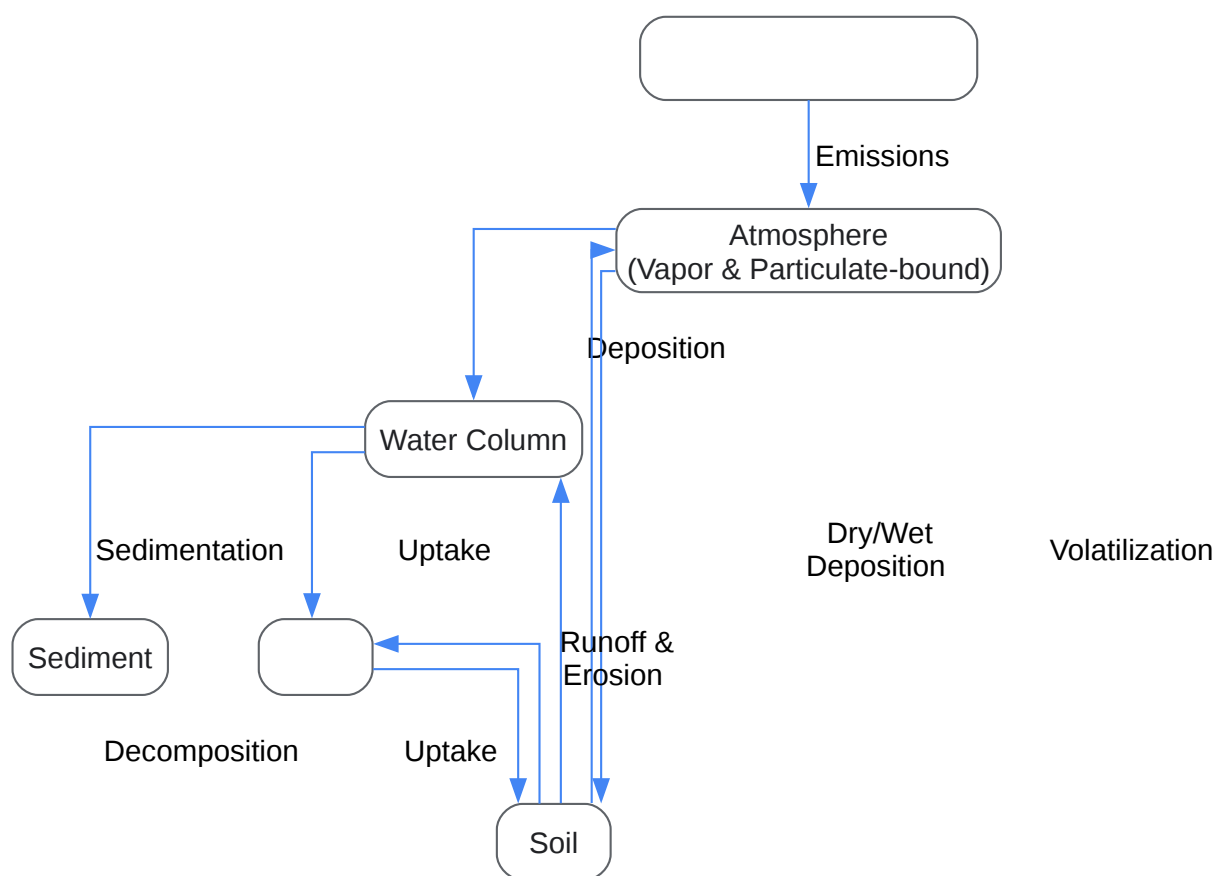 Emissions
Atmosphere
(Vapor & Particulate-bound)
Deposition
Water Column
Sedimentation
Uptake
Dry/Wet
Deposition
Volatilization
Sediment
Runoff &
Erosion
Decomposition
Uptake
Soil